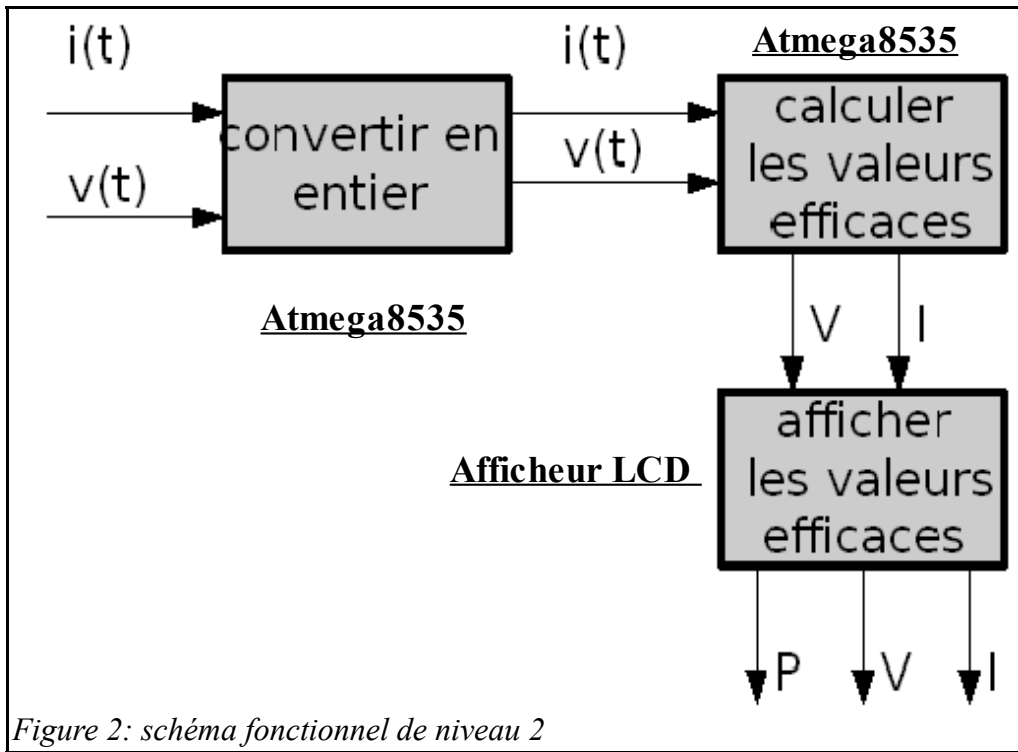 i(t)
i(t)
Atmega8535
convertir en
entier
calculer
les valeurs
efficaces
v(t)
v(t)
Atmega8535
V
I
Afficheur LCD
afficher
les valeurs
efficaces
P
V
I
Figure 2: schéma fonctionnel de niveau 2